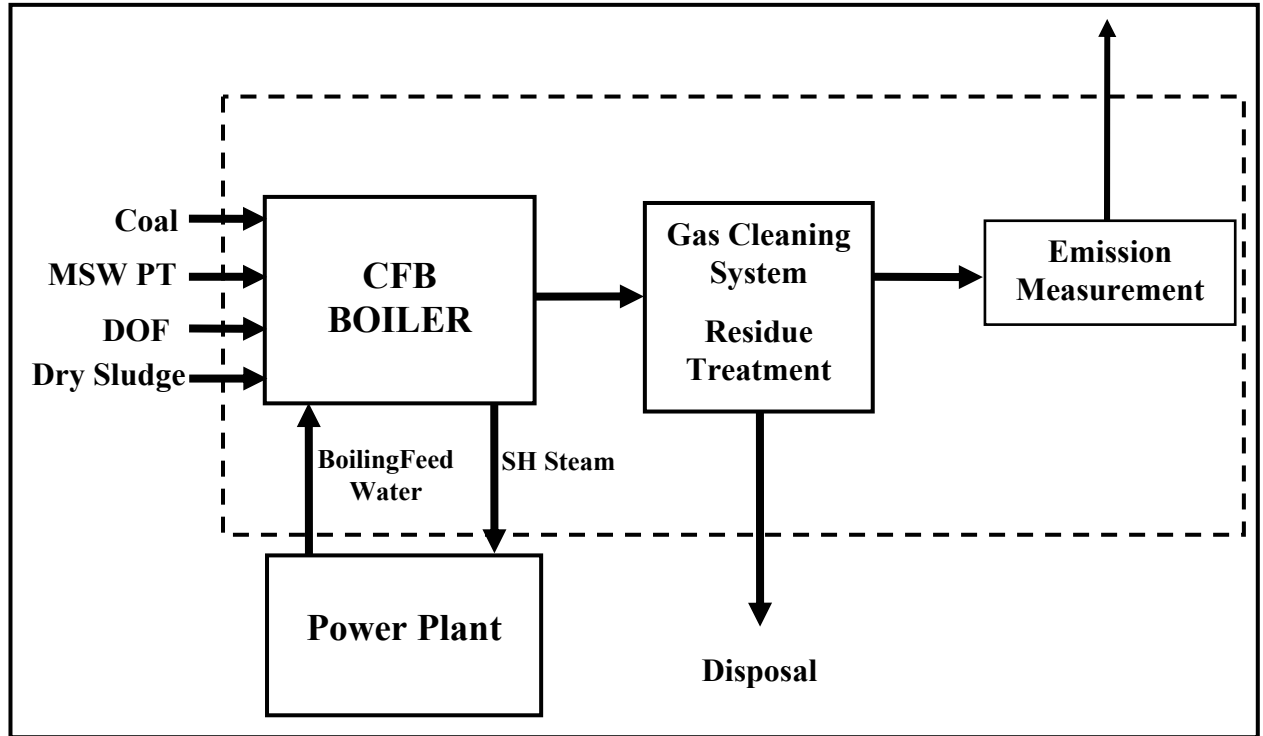 Coal
MSW PT
DOF
Dry Sludge
CFB
BOILER
Gas Cleaning
System
Residue
Treatment
Emission
Measurement
BoilingFeed
Water
SH Steam
Power Plant
Disposal